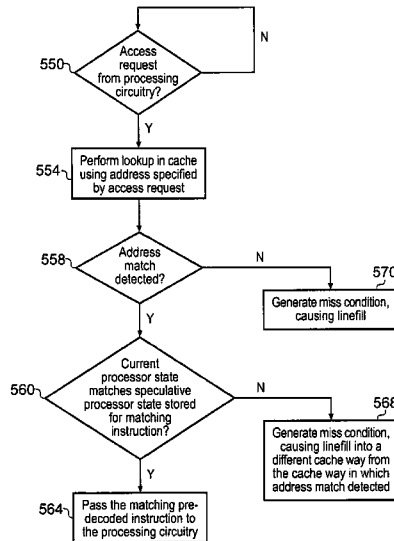 Access
request
from processing
circuitry?
N
550
Y
Perform lookup in cache
using address specified
by access request
554
Address
match
detected?
558
N
570
Generate miss condition,
causing linefill
Y
Current
processor state
matches speculative
processor state stored
for matching
instruction?
560
N
568
Generate miss condition,
causing linefill into a
different cache way from
the cache way in which
address match detected
Y
564
Pass the matching pre-
decoded instruction to
the processing circuitry